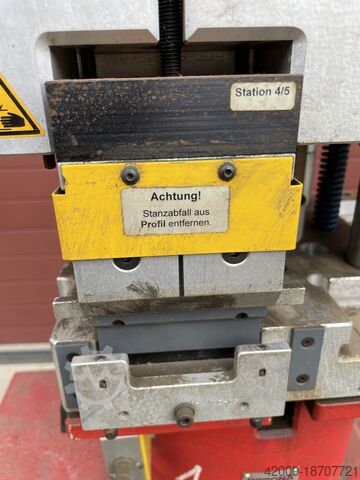 Station 4/5
Achtung!
Stanzabfall aus
Profil entfernen.
42009-18707721